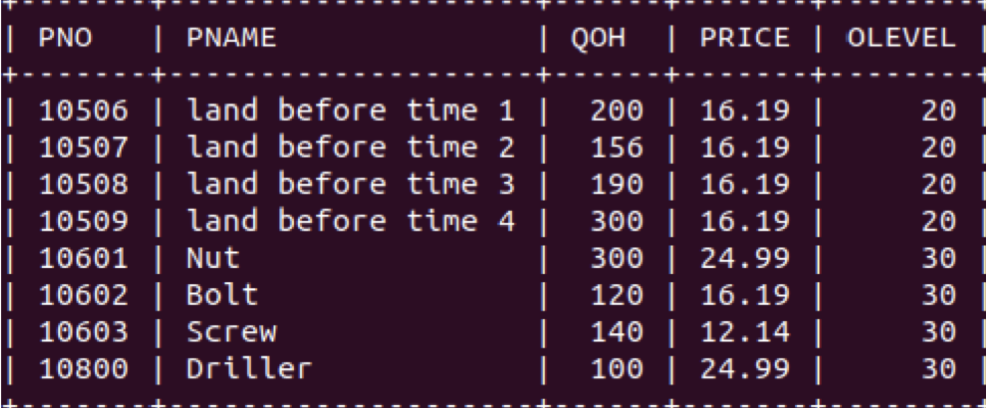 | PNO | PNAME | QOH | PRICE | OLEVEL |
| 10506 | land before time 1 | 200 | 16.19 | 20 |
| 10507 | land before time 2 | 156 | 16.19 | 20 |
| 10508 | land before time 3 | 190 | 16.19 | 20 |
| 10509 | land before time 4 | 300 | 16.19 | 20 |
| 10601 | Nut | 300 | 24.99 | 30 |
| 10602 | Bolt | 120 | 16.19 | 30 |
| 10603 | Screw | 140 | 12.14 | 30 |
| 10800 | Driller | 100 | 24.99 | 30 |